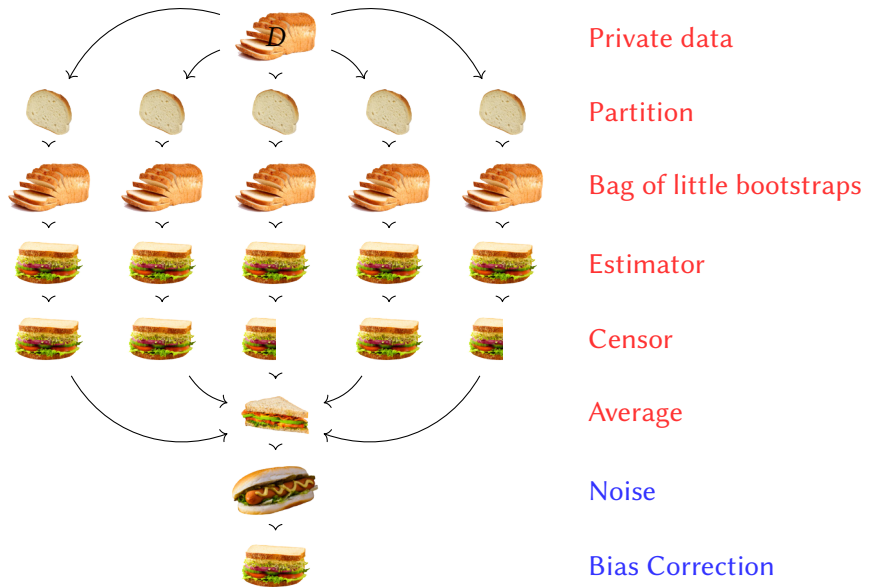 D
Private data
Partition
Bag of little bootstraps
Estimator
Censor
Average
Noise
Bias Correction